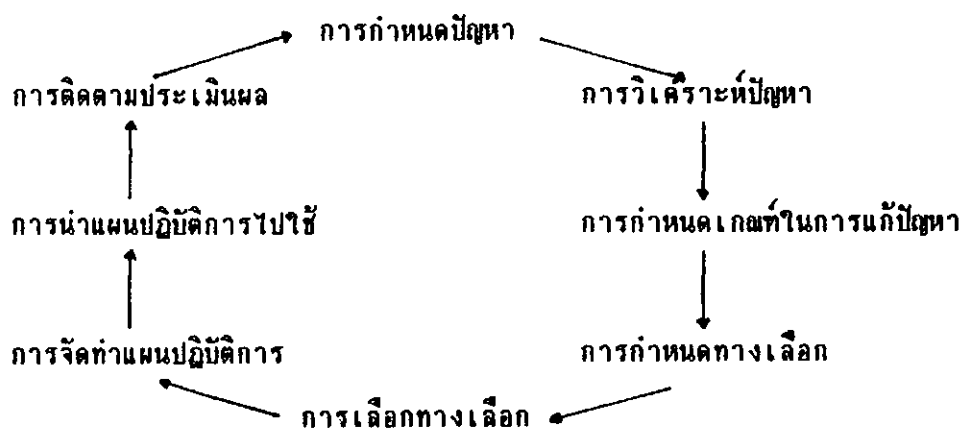 การกำหนดปัญหา
การติดตามประเมินผล
การวิเคราะห์ปัญหา
การนำแผนปฏิบัติการไปใช้
การกำหนดเกณฑ์ในการแก้ปัญหา
การจัดทำแผนปฏิบัติการ
การกำหนดทางเลือก
การเลือกทางเลือก